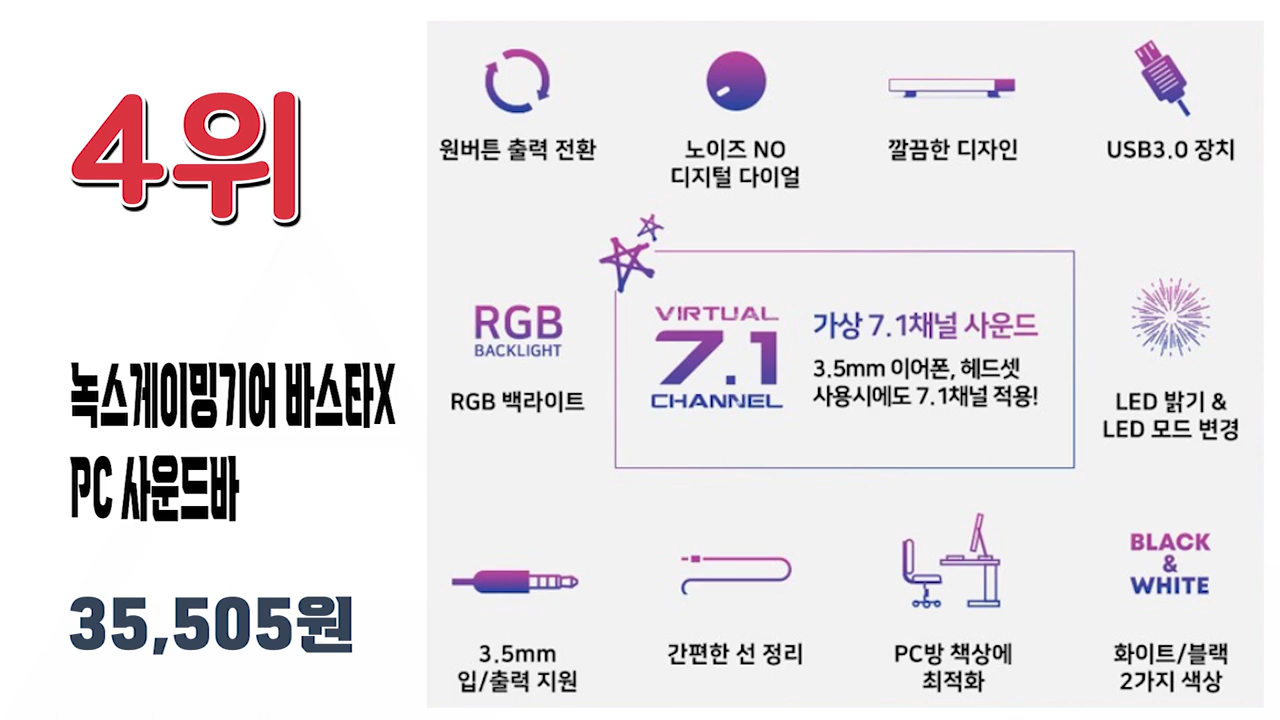 4위
녹스게이밍기어 바스타X
PC 사운드바
35,505원
원버튼 출력 전환
노이즈 NO
디지털 다이얼
깔끔한 디자인
USB3.0 장치
RGB
BACKLIGHT
RGB 백라이트
VIRTUAL
7.1
CHANNEL
가상 7.1채널 사운드
3.5mm 이어폰, 헤드셋
사용시에도 7.1채널 적용!
LED 밝기 &
LED 모드 변경
3.5mm
입/출력 지원
간편한 선 정리
PC방 책상에
최적화
BLACK
&
WHITE
화이트/블랙
2가지 색상